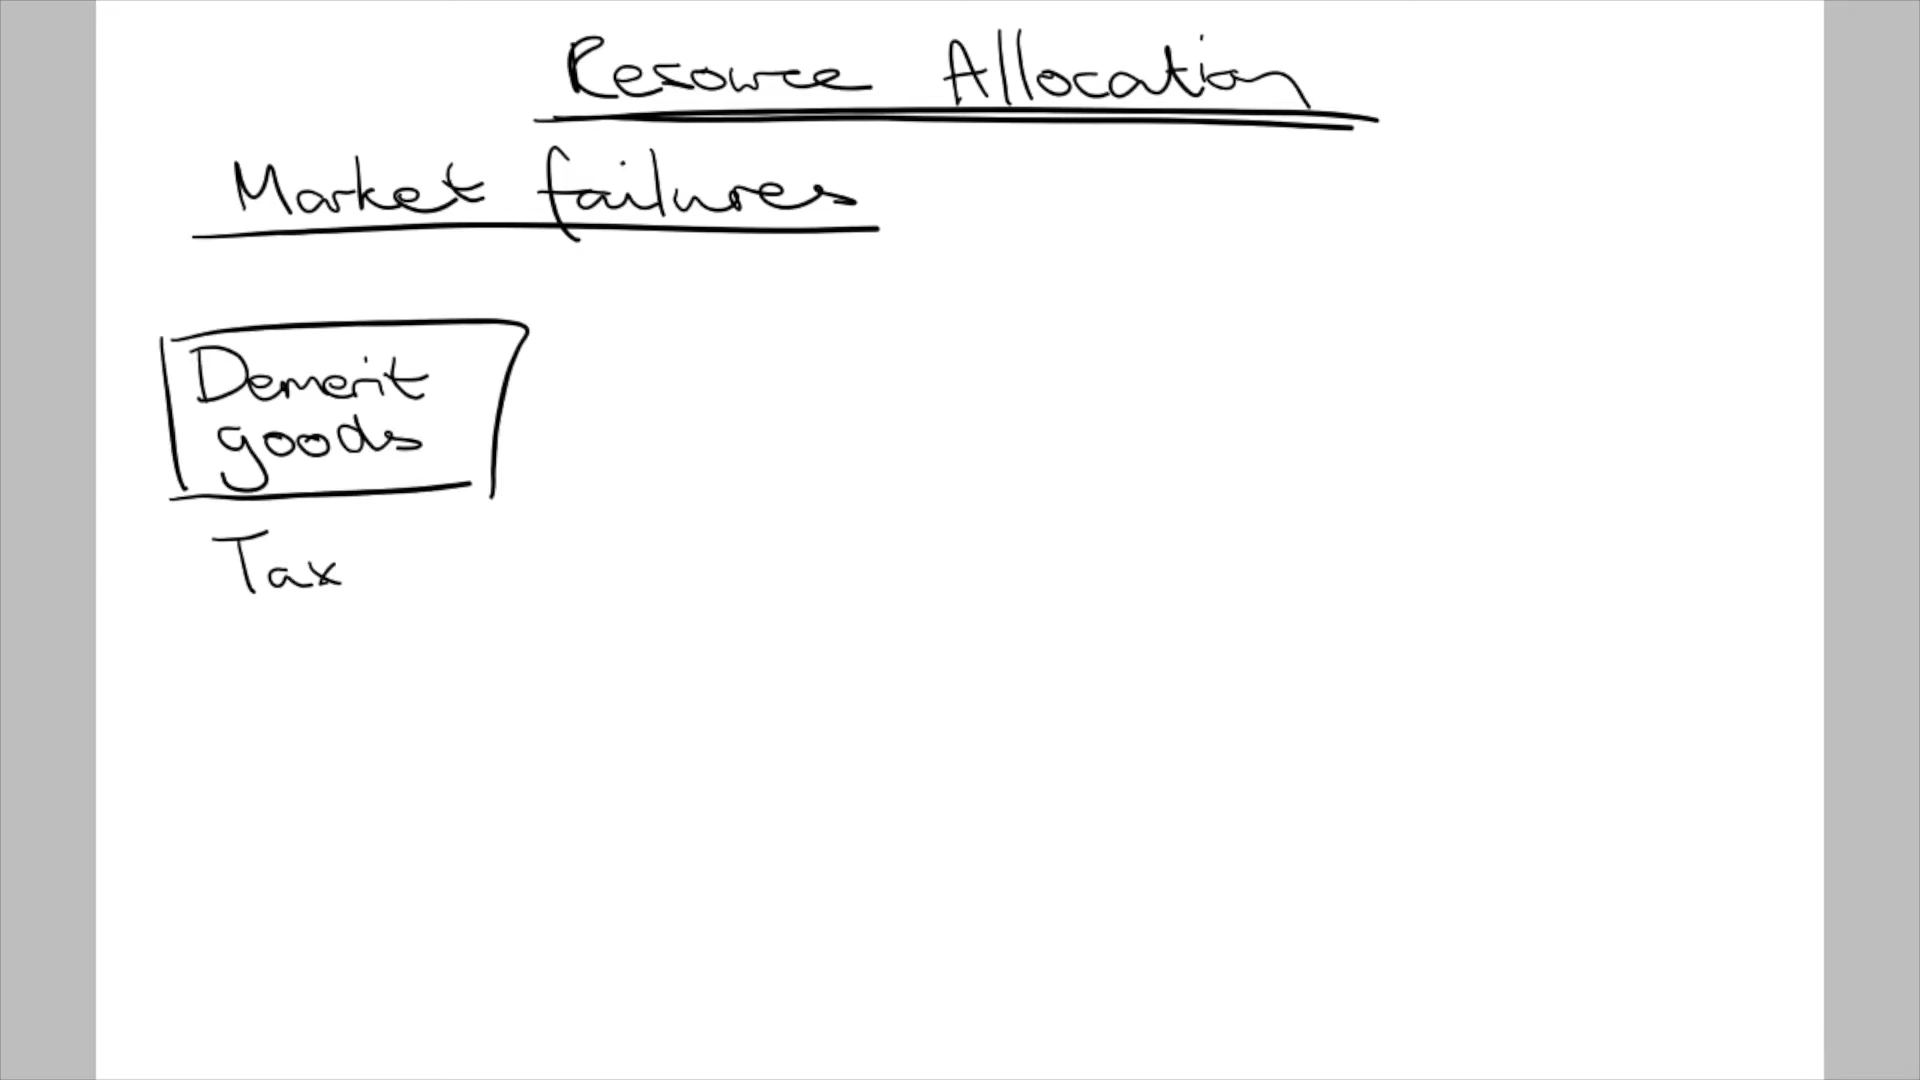 Resource Allocation
Market failures
Demerit
goods
Tax